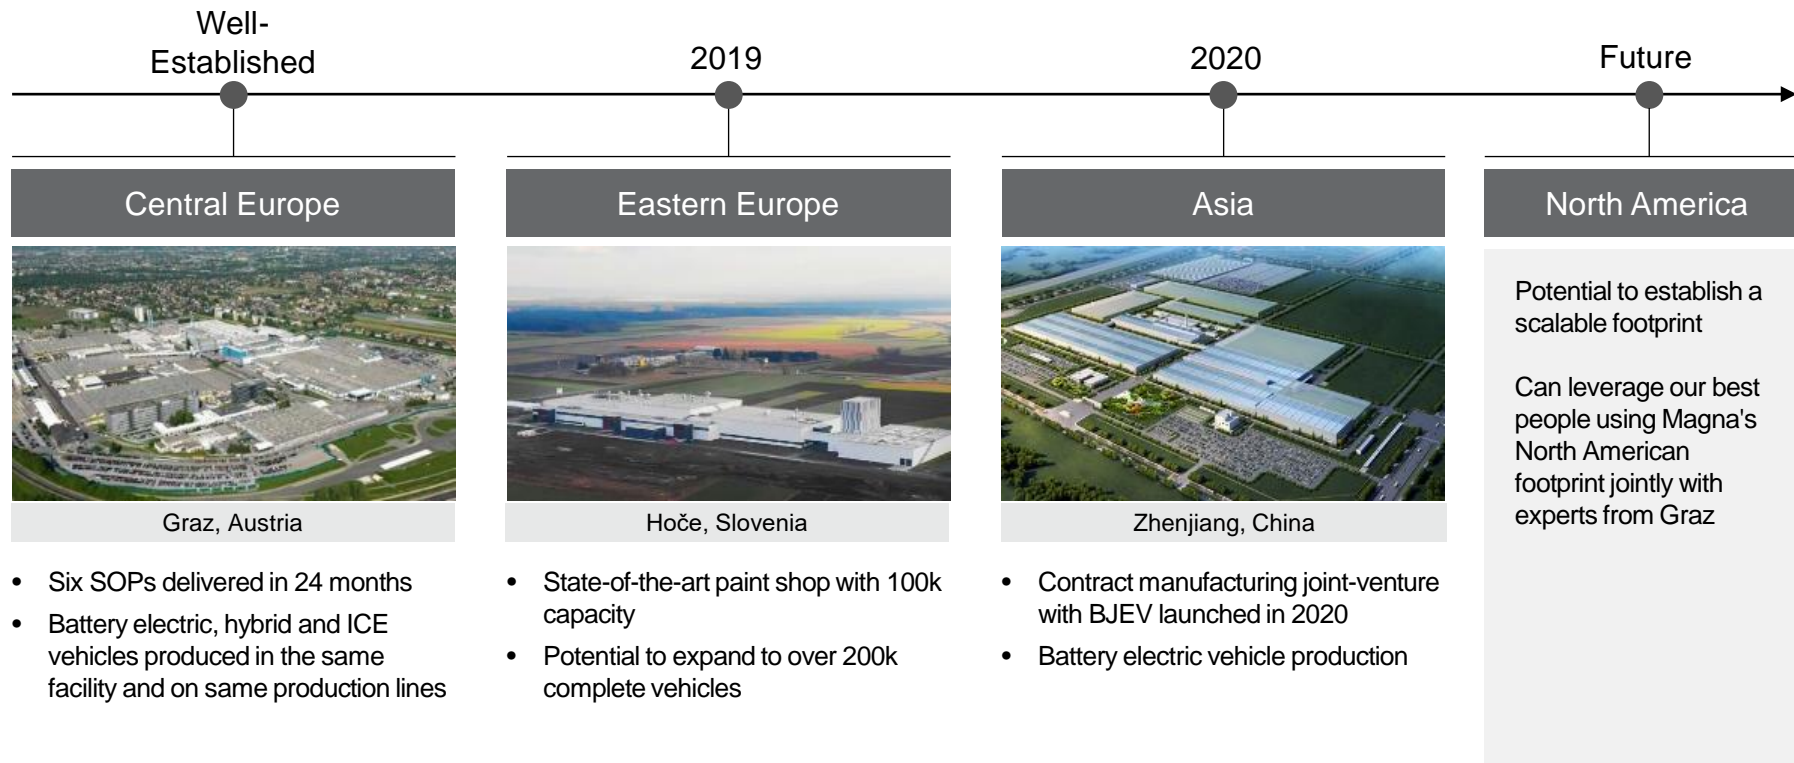 Well-
Established
2019
2020
Future
Central Europe
Eastern Europe
Asia
North America
Graz, Austria
Hoče, Slovenia
Zhenjiang, China
• Six SOPs delivered in 24 months
• Battery electric, hybrid and ICE
vehicles produced in the same
facility and on same production lines
• State-of-the-art paint shop with 100k
capacity
• Potential to expand to over 200k
complete vehicles
• Contract manufacturing joint-venture
with BJEV launched in 2020
• Battery electric vehicle production
Potential to establish a
scalable footprint
Can leverage our best
people using Magna's
North American
footprint jointly with
experts from Graz